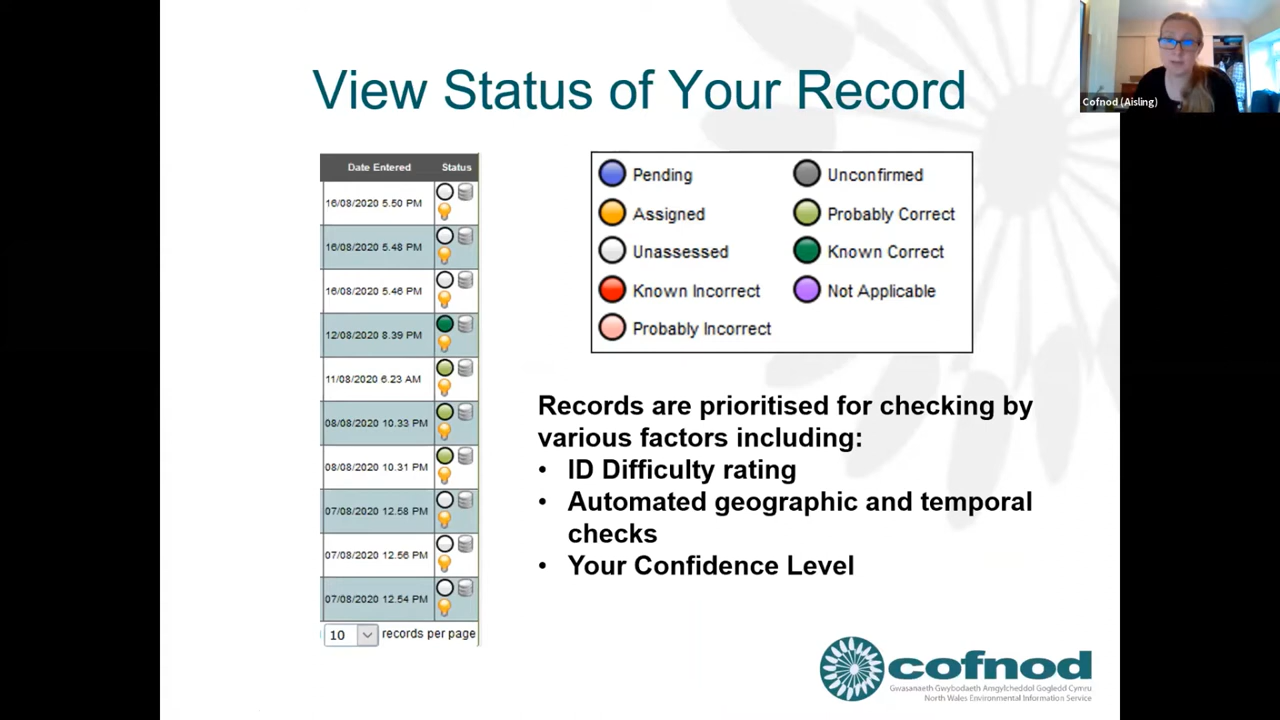 View Status of Your Record
Cofnod (Aisling)
Date Entered Status
16/08/2020 5.50 PM
16/08/2020 5.48 PM
16/08/2020 5.46 PM
12/08/2020 8.39 PM
11/08/2020 6.23 AM
08/08/2020 10.33 PM
08/08/2020 10.31 PM
07/08/2020 12.58 PM
07/08/2020 12.56 PM
07/08/2020 12.54 PM
10 records per page
Pending
Assigned
Unassessed
Known Incorrect
Probably Incorrect
Unconfirmed
Probably Correct
Known Correct
Not Applicable
Records are prioritised for checking by
various factors including:
• ID Difficulty rating
• Automated geographic and temporal
checks
• Your Confidence Level
cofnod
Gwasanaeth Gwybodaeth Amgylcheddol Gogledd Cymru
North Wales Environmental Information Service